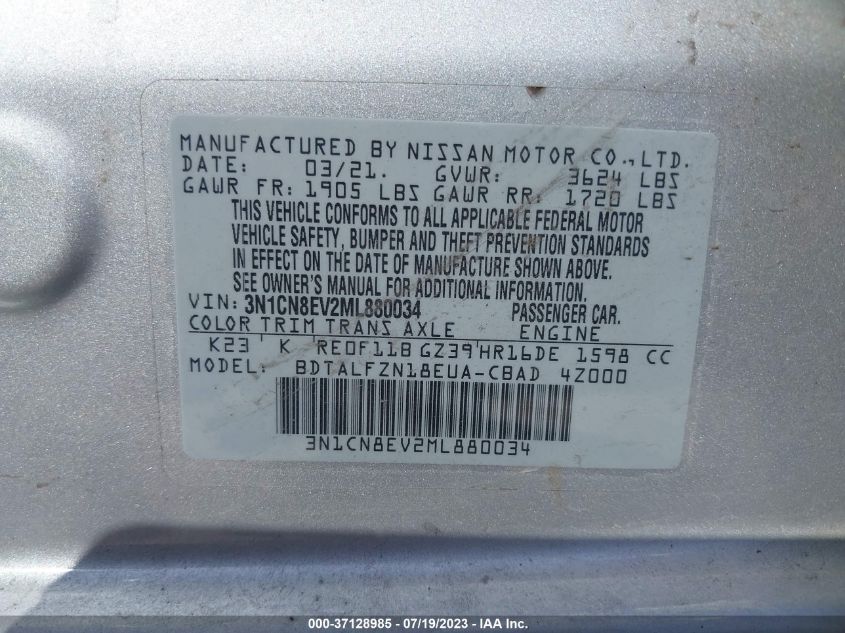 MANUFACTURED BY NISSAN MOTOR CO.,LTD.
DATE: 03/21. GVWR: 3624 LBS
GAWR FR: 1905 LBS GAWR RR: 1720 LBS
THIS VEHICLE CONFORMS TO ALL APPLICABLE FEDERAL MOTOR
VEHICLE SAFETY, BUMPER AND THEFT PREVENTION STANDARDS
IN EFFECT ON THE DATE OF MANUFACTURE SHOWN ABOVE.
SEE OWNER'S MANUAL FOR ADDITIONAL INFORMATION.
VIN: 3N1CN8EV2ML880034 PASSENGER CAR.
COLOR TRIM TRANS AXLE ENGINE
K23 ' K RE0F11B GZ39'HR16DE 1598 CC
MODEL: BDTALFZN18EUA-CBAD 4Z000
3N1CN8EV2ML880034
000-37128985 - 07/19/2023 - IAA Inc.